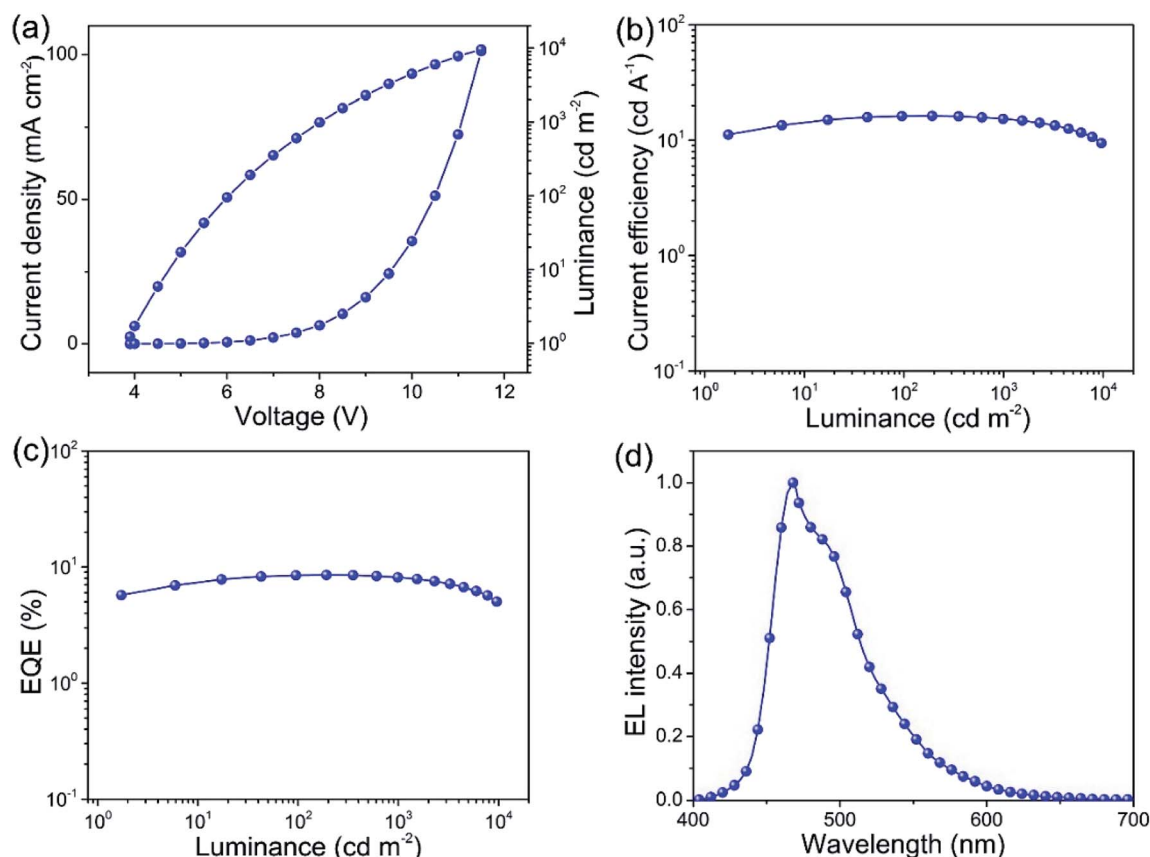 (a)
100
50
0
Current density (mA cm⁻²)
10⁴
10³
10²
10¹
10⁰
Luminance (cd m⁻²)
4 6 8 10 12
Voltage (V)
(b)
10²
10¹
10⁰
10⁻¹
Current efficiency (cd A⁻¹)
10⁰ 10¹ 10² 10³ 10⁴
Luminance (cd m⁻²)
(c)
10²
10¹
10⁰
10⁻¹
EQE (%)
10⁰ 10¹ 10² 10³ 10⁴
Luminance (cd m⁻²)
(d)
1.0
0.8
0.6
0.4
0.2
0.0
EL intensity (a.u.)
400 500 600 700
Wavelength (nm)